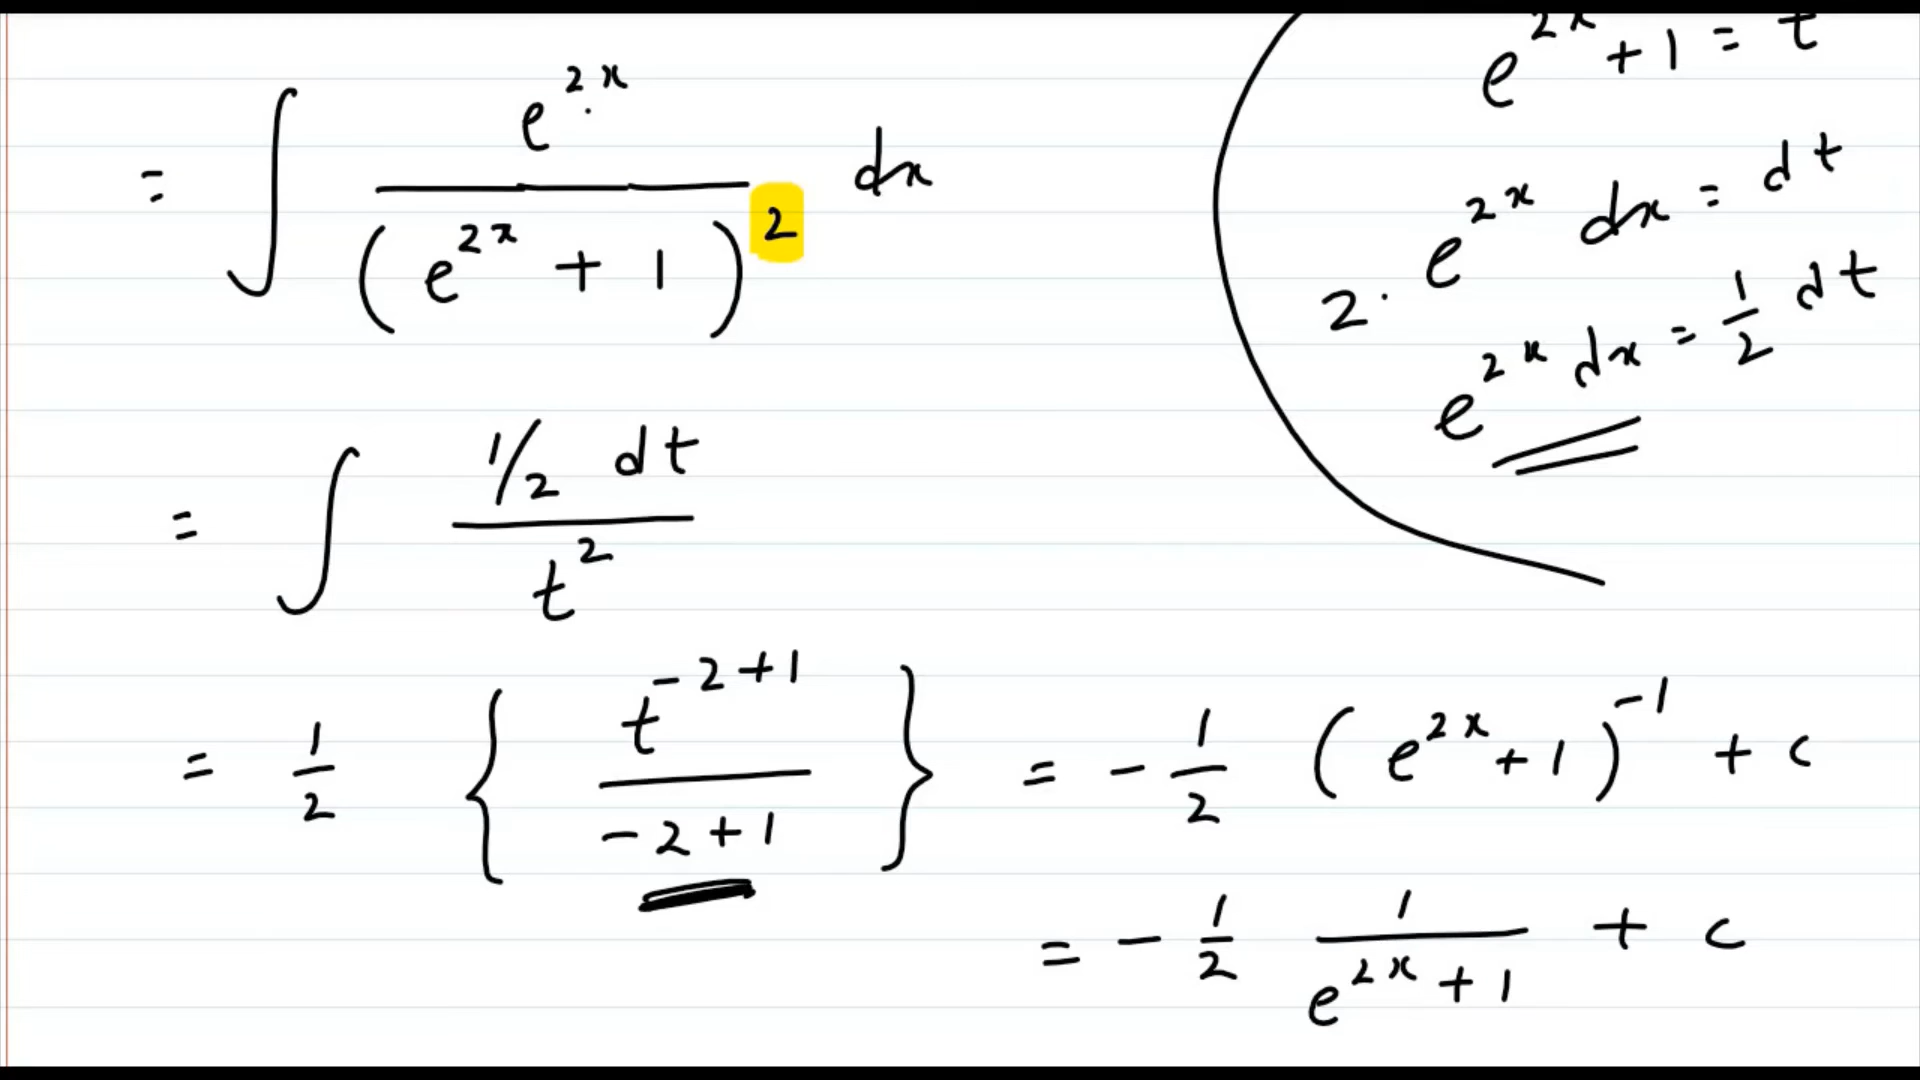 = ∫ e^{2x} / (e^{2x} + 1)^2 dx
= ∫ 1/2 dt / t^2
= 1/2 { t^{-2+1} / -2+1 } = - 1/2 (e^{2x} + 1)^{-1} + c
= - 1/2 1/(e^{2x} + 1) + c
e^{2x} + 1 = t
2. e^{2x} dx = dt
e^{2x} dx = 1/2 dt